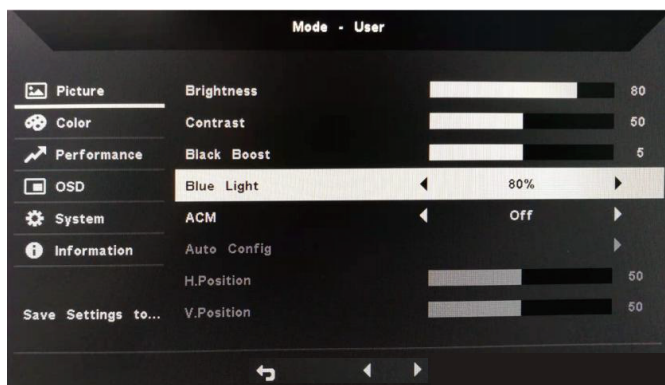 Mode - User
Picture
Brightness 80
Color
Contrast 50
Performance
Black Boost 5
OSD
Blue Light 80%
System
ACM Off
Information
Auto Config
H.Position 50
Save Settings to...
V.Position 50